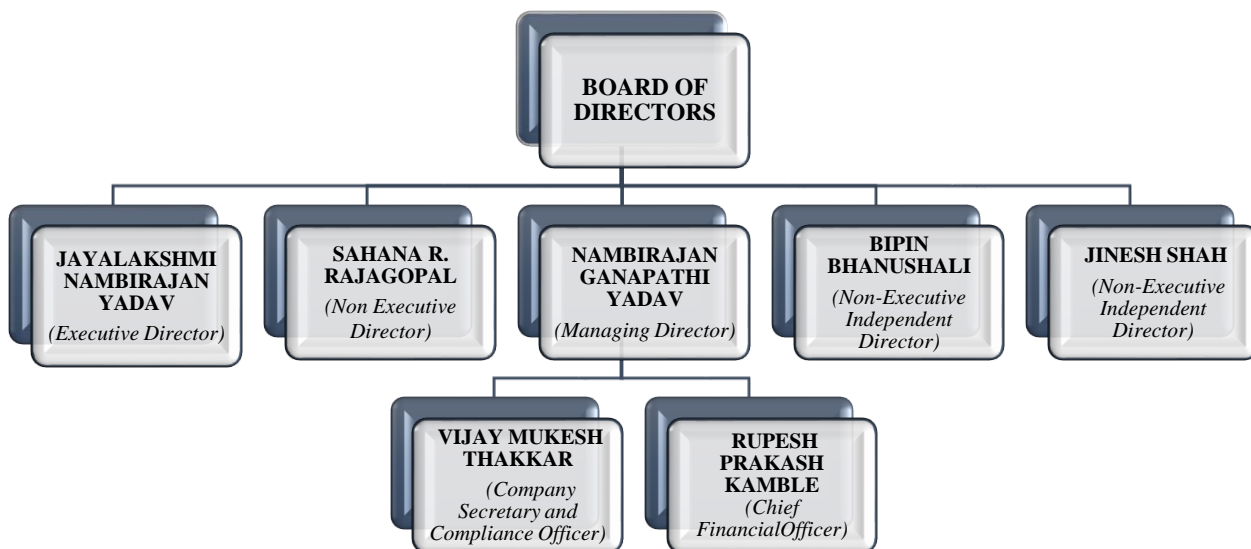 BOARD OF
DIRECTORS
JAYALAKSHMI
NAMBIRAJAN
YADAV
(Executive Director)
SAHANA R.
RAJAGOPAL
(Non Executive
Director)
NAMBIRAJAN
GANAPATHI
YADAV
(Managing Director)
BIPIN
BHANUSHALI
(Non-Executive
Independent
Director)
JINESH SHAH
(Non-Executive
Independent
Director)
VIJAY MUKESH
THAKKAR
(Company
Secretary and
Compliance Officer)
RUPESH
PRAKASH
KAMBLE
(Chief
FinancialOfficer)